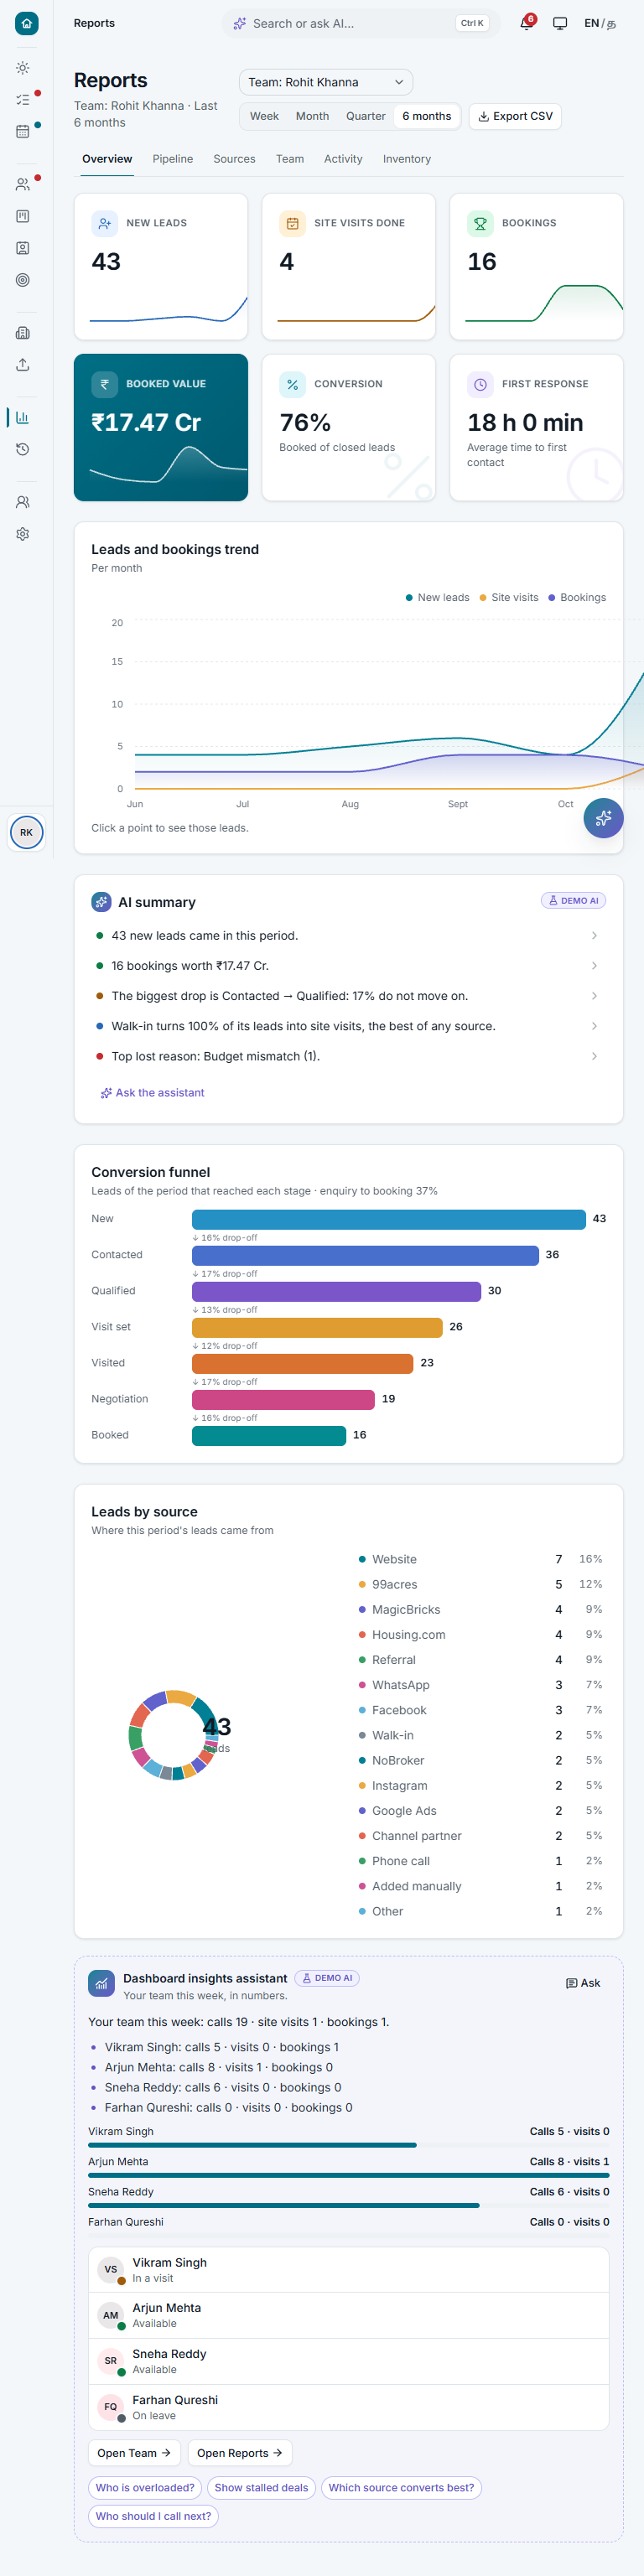 Reports
Search or ask AI...
Ctrl K
6
EN / த
Reports
Team: Rohit Khanna · Last
6 months
Team: Rohit Khanna
Week Month Quarter 6 months
Export CSV
Overview Pipeline Sources Team Activity Inventory
NEW LEADS
43
SITE VISITS DONE
4
BOOKINGS
16
₹ BOOKED VALUE
₹17.47 Cr
CONVERSION
76%
Booked of closed leads
FIRST RESPONSE
18 h 0 min
Average time to first
contact
Leads and bookings trend
Per month
New leads Site visits Bookings
20
15
10
5
0
Jun Jul Aug Sept Oct
Click a point to see those leads.
RK
AI summary
DEMO AI
43 new leads came in this period.
16 bookings worth ₹17.47 Cr.
The biggest drop is Contacted → Qualified: 17% do not move on.
Walk-in turns 100% of its leads into site visits, the best of any source.
Top lost reason: Budget mismatch (1).
Ask the assistant
Conversion funnel
Leads of the period that reached each stage · enquiry to booking 37%
New 43
↓ 16% drop-off
Contacted 36
↓ 17% drop-off
Qualified 30
↓ 13% drop-off
Visit set 26
↓ 12% drop-off
Visited 23
↓ 17% drop-off
Negotiation 19
↓ 16% drop-off
Booked 16
Leads by source
Where this period's leads came from
43
Website 7 16%
99acres 5 12%
MagicBricks 4 9%
Housing.com 4 9%
Referral 4 9%
WhatsApp 3 7%
Facebook 3 7%
Walk-in 2 5%
NoBroker 2 5%
Instagram 2 5%
Google Ads 2 5%
Channel partner 2 5%
Phone call 1 2%
Added manually 1 2%
Other 1 2%
Dashboard insights assistant DEMO AI
Your team this week, in numbers.
Ask
Your team this week: calls 19 · site visits 1 · bookings 1.
Vikram Singh: calls 5 · visits 0 · bookings 1
Arjun Mehta: calls 8 · visits 1 · bookings 0
Sneha Reddy: calls 6 · visits 0 · bookings 0
Farhan Qureshi: calls 0 · visits 0 · bookings 0
Vikram Singh Calls 5 · visits 0
Arjun Mehta Calls 8 · visits 1
Sneha Reddy Calls 6 · visits 0
Farhan Qureshi Calls 0 · visits 0
VS Vikram Singh
In a visit
AM Arjun Mehta
Available
SR Sneha Reddy
Available
FQ Farhan Qureshi
On leave
Open Team → Open Reports →
Who is overloaded? Show stalled deals Which source converts best?
Who should I call next?